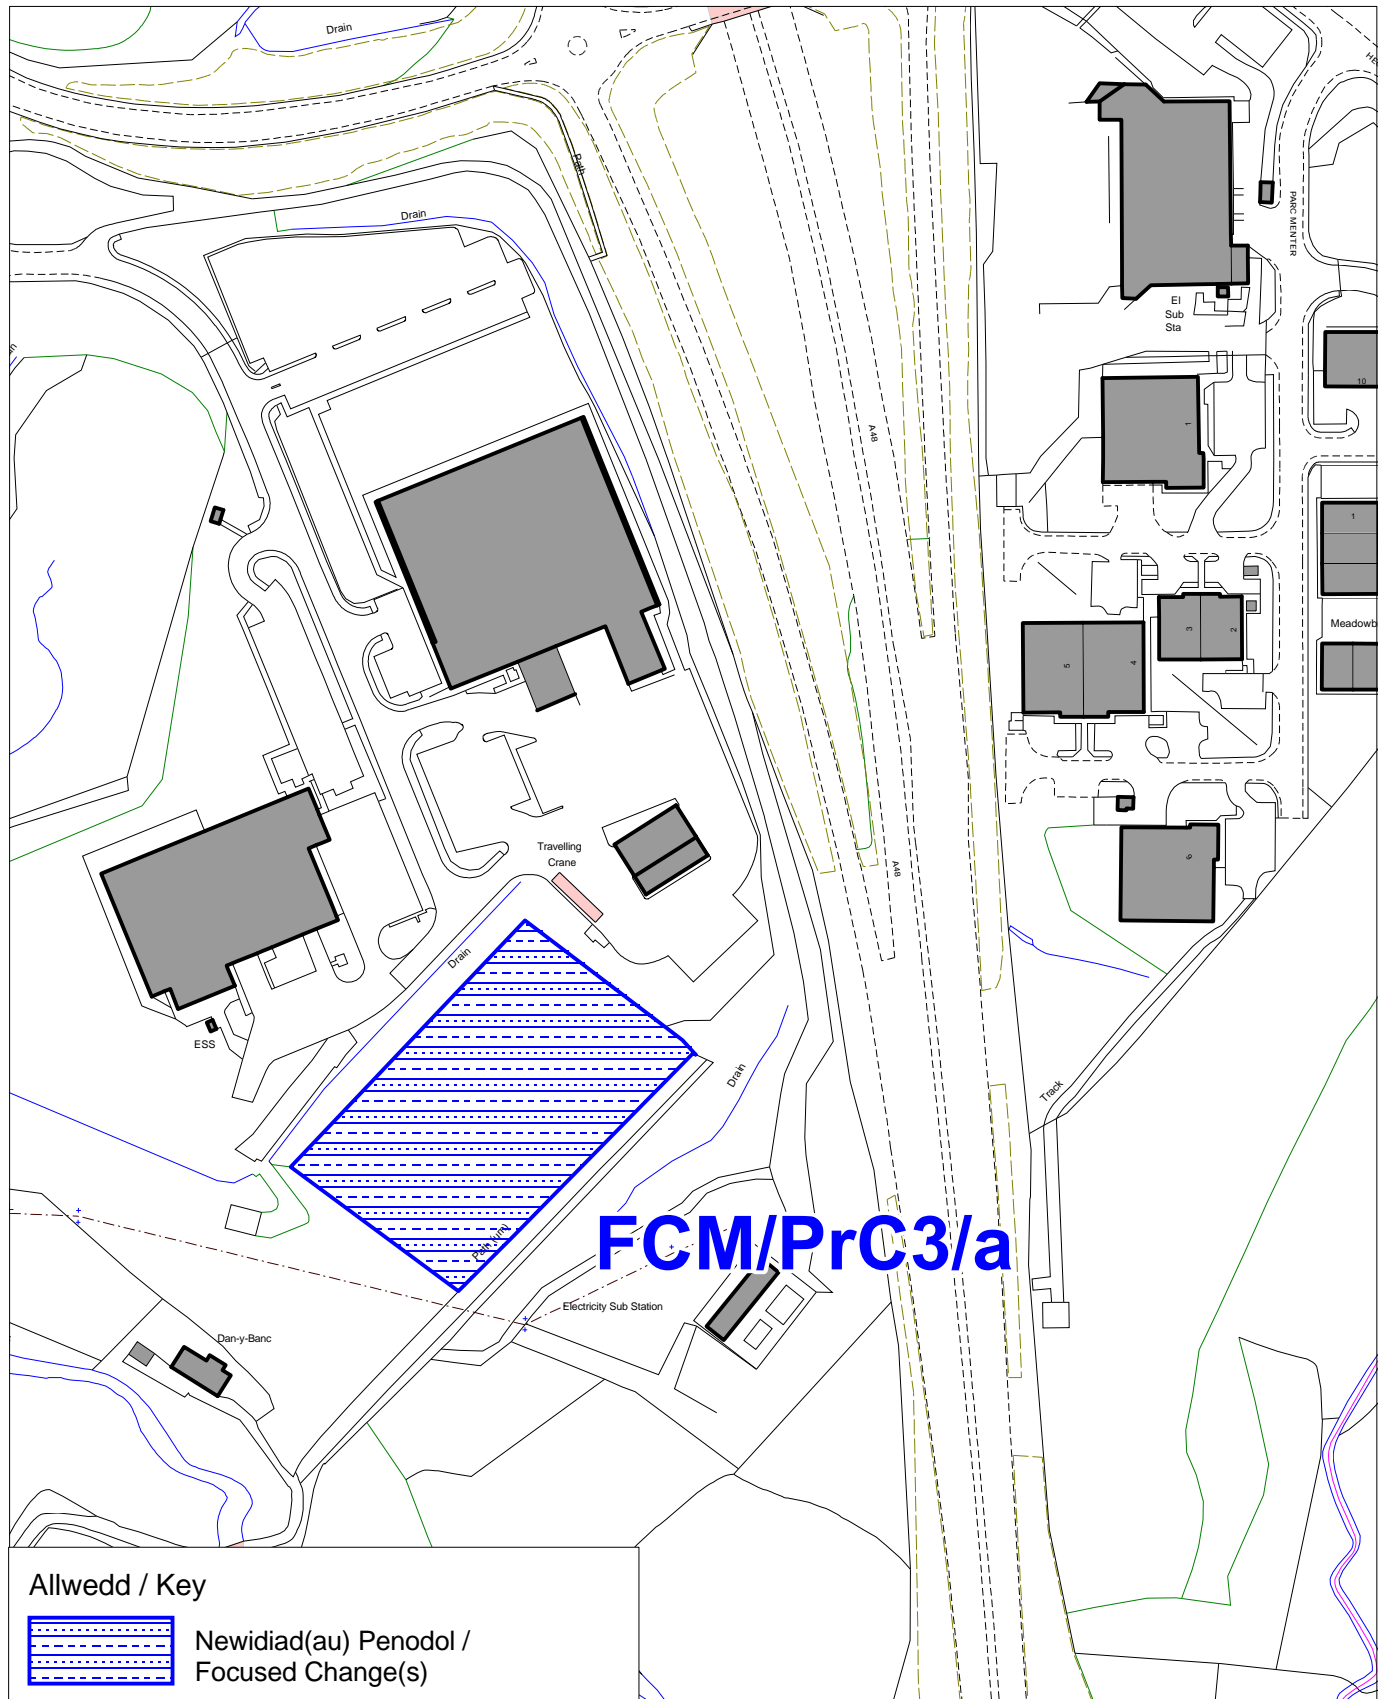 Drain
HE
Path
Drain
PARC MENTER
El
Sub
Sta
10
A48
1
1
3
2
Meadowb
5
4
Travelling
Crane
6
A48
Drain
ESS
Drain
Track
Path (um)
FCM/PrC3/a
Electricity Sub Station
Dan-y-Banc
Allwedd / Key
Newidiad(au) Penodol /
Focused Change(s)